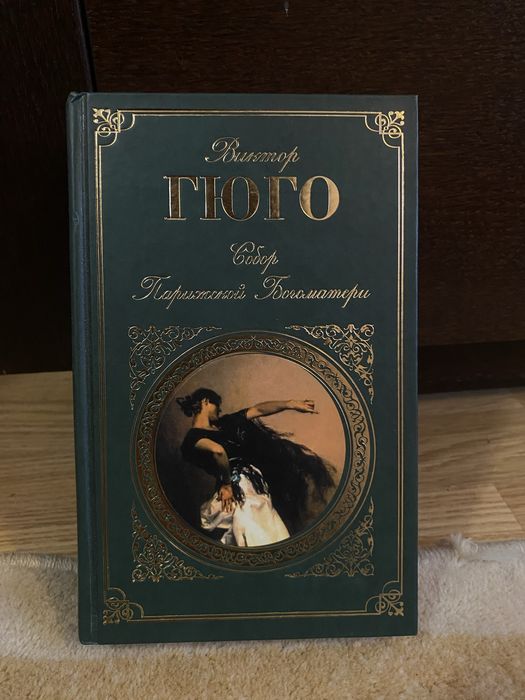 Виктор
ГЮГО
Собор
Парижской Богоматери